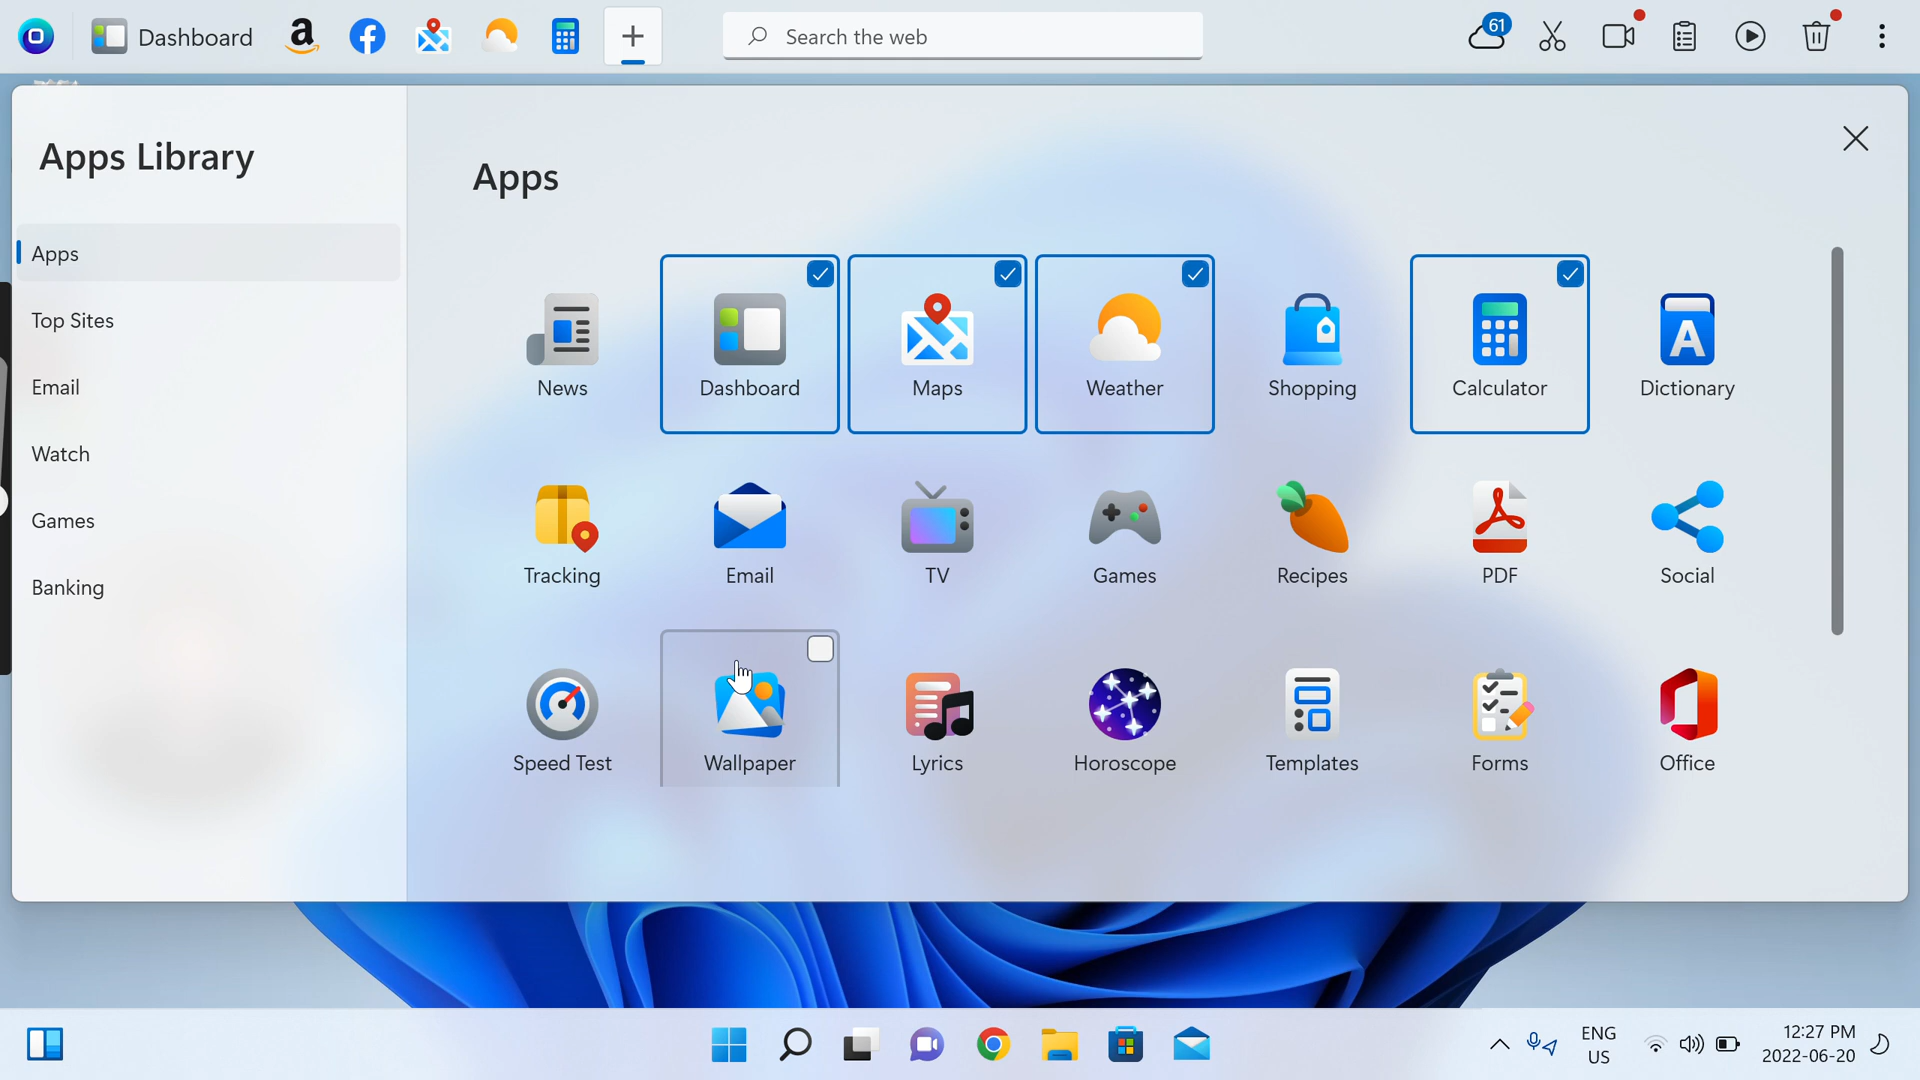 Dashboard
Search the web
61
Apps Library
Apps
Top Sites
Email
Watch
Games
Banking
Apps
News
Dashboard
Maps
Weather
Shopping
Calculator
Dictionary
Tracking
Email
TV
Games
Recipes
PDF
Social
Speed Test
Wallpaper
Lyrics
Horoscope
Templates
Forms
Office
ENG
US
12:27 PM
2022-06-20